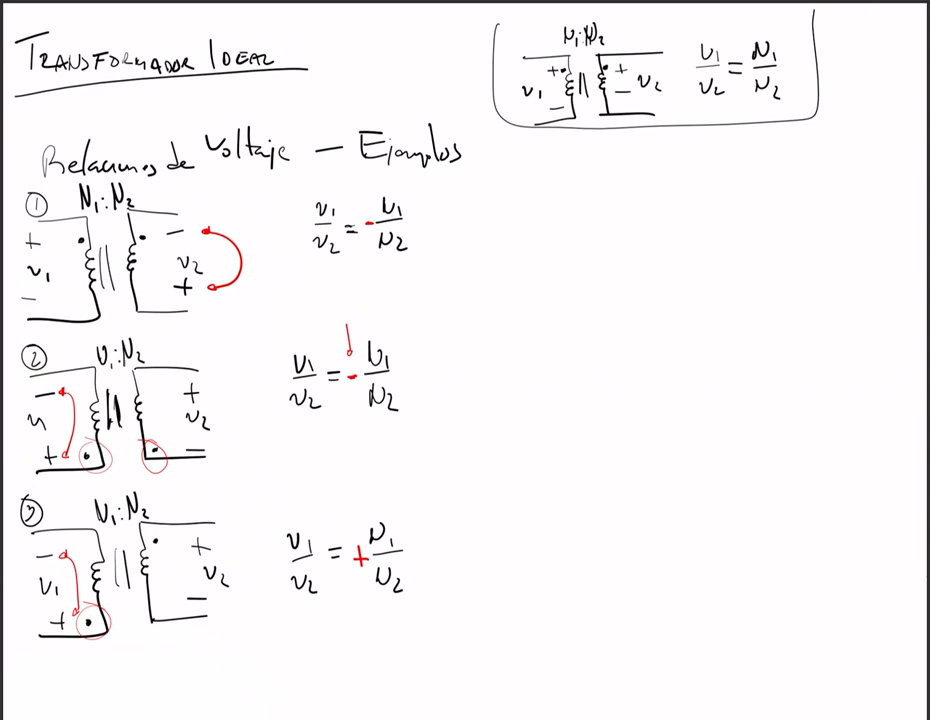 TRANSFORMADOR IDEAL
N1:N2
+ • • +
v1 v2
- -
v1/v2 = N1/N2
Relaciones de Voltaje - Ejemplos
① N1:N2
+ • • -
v1 v2
- +
v1/v2 = - N1/N2
② N1:N2
- +
v1 v2
+ • • -
v1/v2 = - N1/N2
③ N1:N2
- • +
v1 v2
+ • -
v1/v2 = + N1/N2